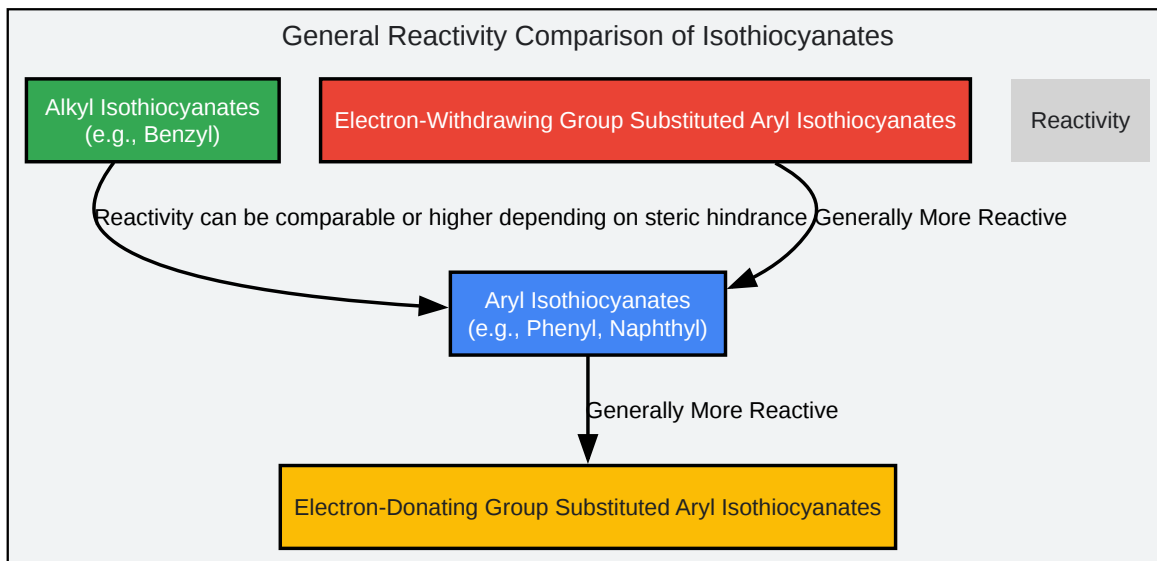 General Reactivity Comparison of Isothiocyanates
Alkyl Isothiocyanates
(e.g., Benzyl)
Electron-Withdrawing Group Substituted Aryl Isothiocyanates
Reactivity
Reactivity can be comparable or higher depending on steric hindrance
Generally More Reactive
Aryl Isothiocyanates
(e.g., Phenyl, Naphthyl)
Generally More Reactive
Electron-Donating Group Substituted Aryl Isothiocyanates